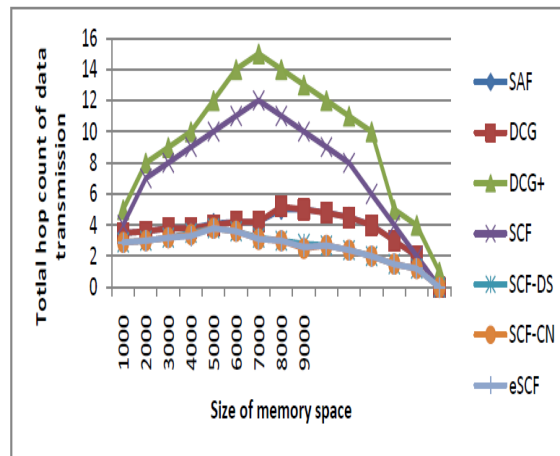 Totlal hop count of data
transmission
16
14
12
10
8
6
4
2
0
1000
2000
3000
4000
5000
6000
7000
8000
9000
Size of memory space
SAF
DCG
DCG+
SCF
SCF-DS
SCF-CN
eSCF